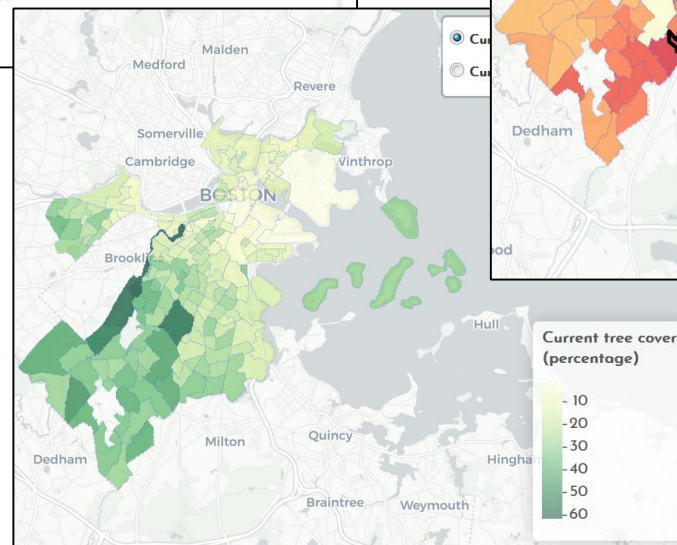 Malden
Medford
Revere
Somerville
Cambridge
Winthrop
BOSTON
Dedham
Hull
Current tree cover
(percentage)
10
20
30
40
50
60
Dedham
Milton
Quincy
Braintree
Weymouth